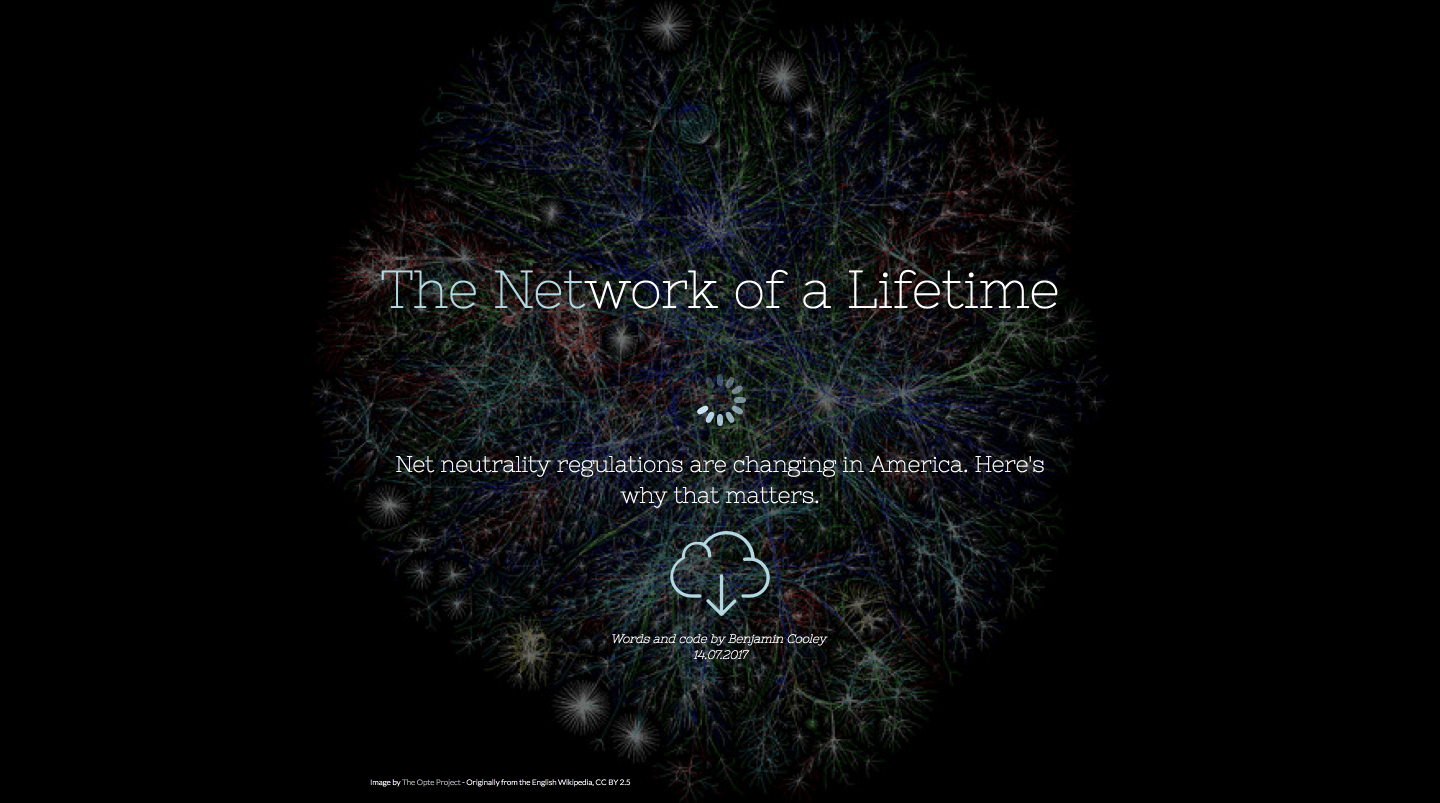 The Network of a Lifetime
Net neutrality regulations are changing in America. Here's
why that matters.
Words and code by Benjamin Cooley
14.07.2017
Image by The Opte Project - Originally from the English Wikipedia, CC BY 2.5